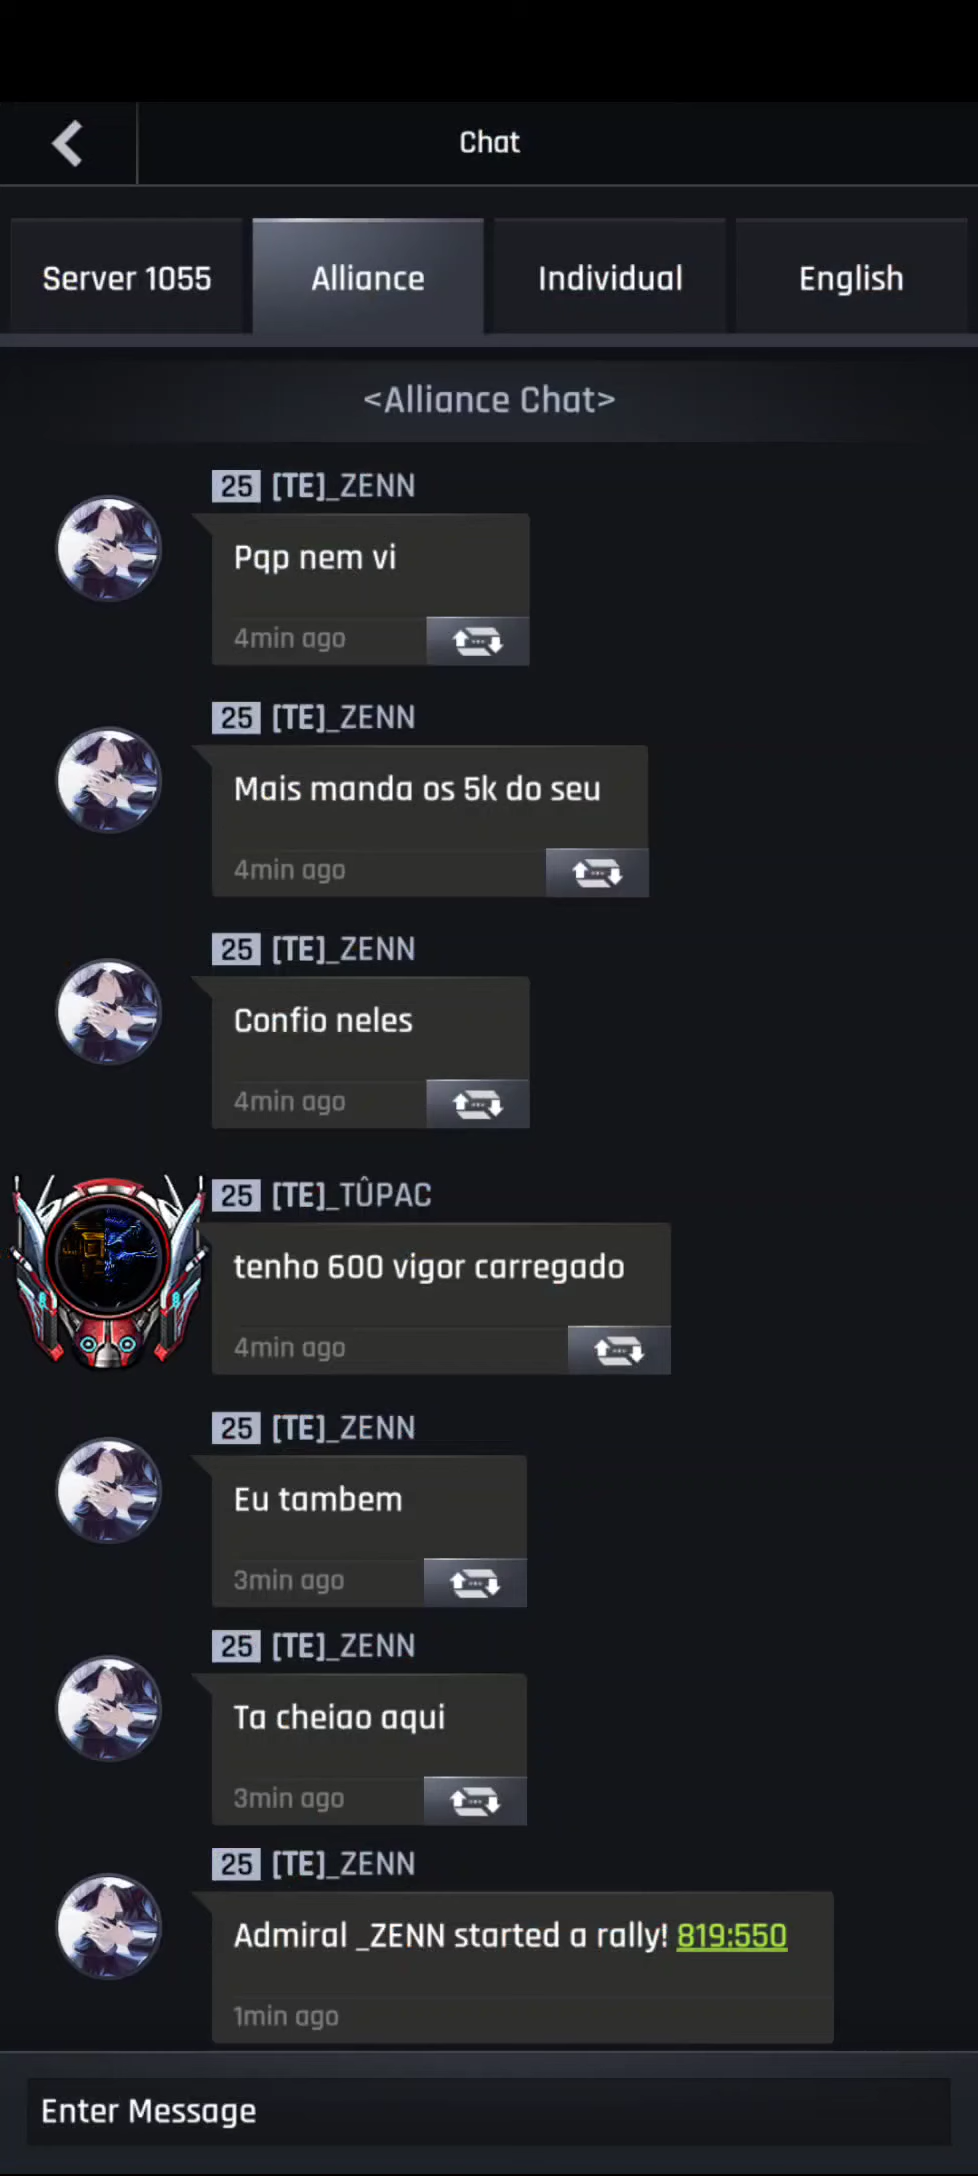 Chat
Server 1055
Alliance
Individual
English
<Alliance Chat>
25 [TE]_ZENN
Pqp nem vi
4min ago
25 [TE]_ZENN
Mais manda os 5k do seu
4min ago
25 [TE]_ZENN
Confio neles
4min ago
25 [TE]_TÛPAC
tenho 600 vigor carregado
4min ago
25 [TE]_ZENN
Eu tambem
3min ago
25 [TE]_ZENN
Ta cheiao aqui
3min ago
25 [TE]_ZENN
Admiral _ZENN started a rally! 819:550
1min ago
Enter Message